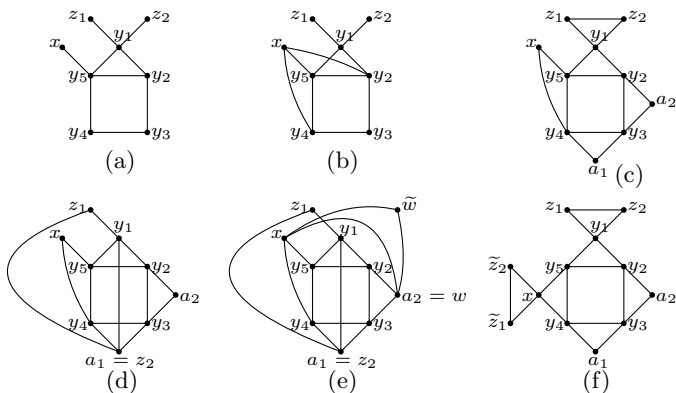 z₁ z₂ z₁ z₂ z₁ z₂
x y₁ x y₁ x y₁
y₅ y₂ y₅ y₂ y₅ y₂
a₂
y₄ y₃ y₄ y₃ y₄ y₃
(a) (b) a₁ (c)
z₁ z₁ w̃ z₁ z₂
x y₁ x y₁ y₁
y₅ y₂ y₅ y₂ z̃₂ y₅ y₂
a₂ a₂ = w x a₂
y₄ y₃ y₄ y₃ z̃₁ y₄ y₃
a₁ = z₂ a₁ = z₂ a₁
(d) (e) (f)